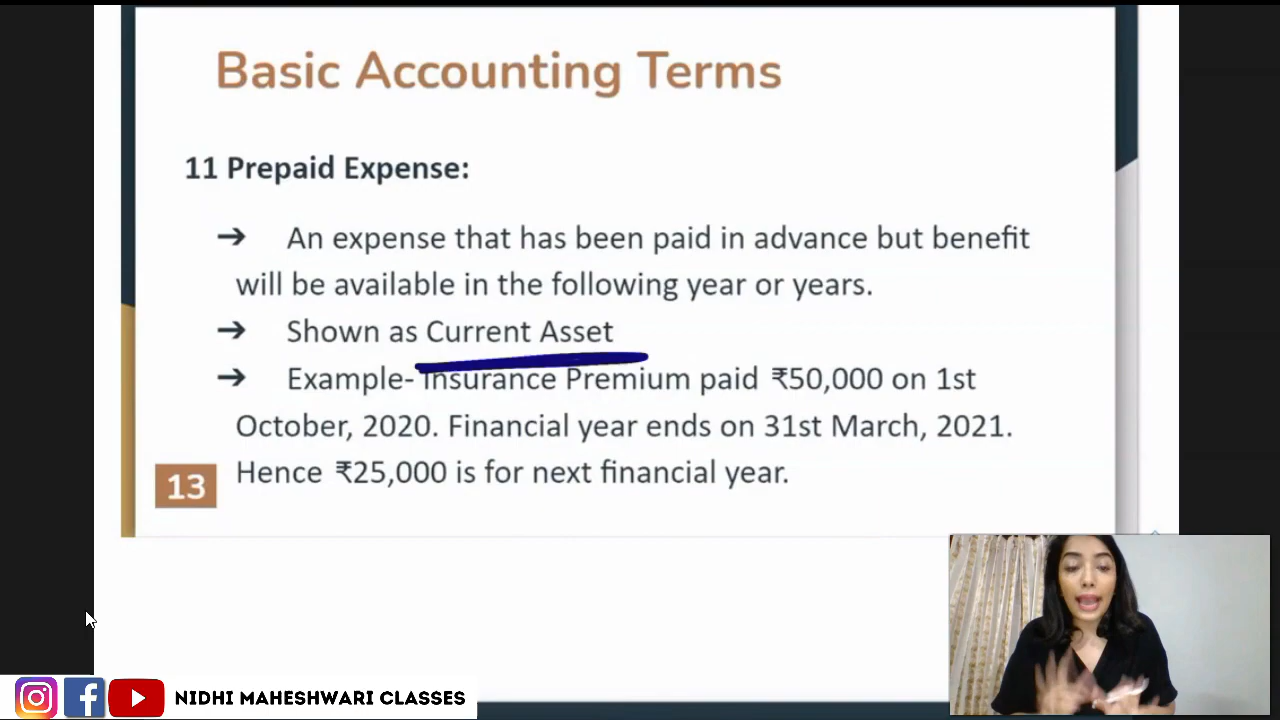 Basic Accounting Terms
11 Prepaid Expense:
➔ An expense that has been paid in advance but benefit
will be available in the following year or years.
➔ Shown as Current Asset
➔ Example- Insurance Premium paid ₹50,000 on 1st
October, 2020. Financial year ends on 31st March, 2021.
Hence ₹25,000 is for next financial year.
13
NIDHI MAHESHWARI CLASSES